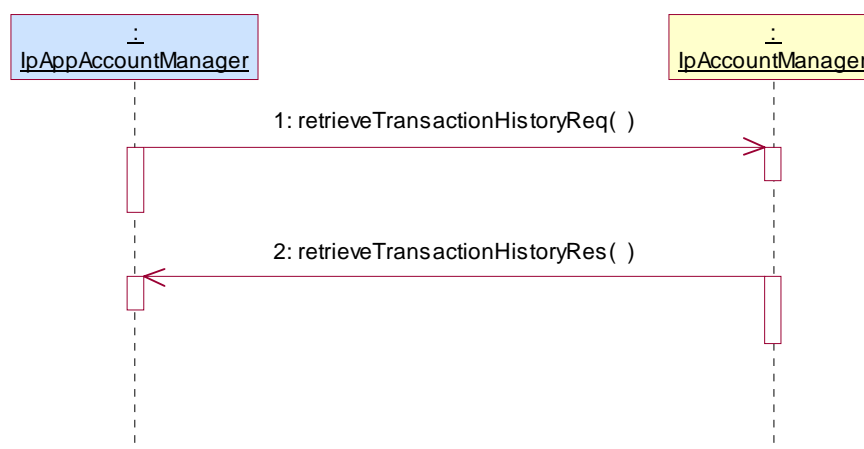 :
IpAppAccountManager
:
IpAccountManager
1: retrieveTransactionHistoryReq( )
2: retrieveTransactionHistoryRes( )